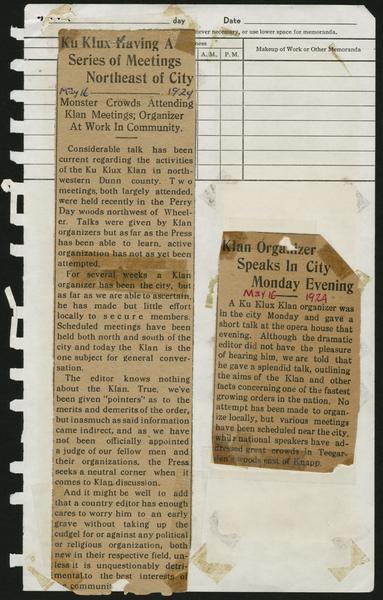 day Date
never necessary, or use lower space for memoranda.
ness
A. M. P. M. Makeup of Work or Other Memoranda
Ku Klux Having A
Series of Meetings
Northeast of City
May 16 1924
Monster Crowds Attending
Klan Meetings; Organizer
At Work In Community.
Considerable talk has been
current regarding the activities
of the Ku Klux Klan in north-
western Dunn county. Two
meetings, both largely attended,
were held recently in the Perry
Day woods northwest of Wheel-
er. Talks were given by Klan
organizers but as far as the Press
has been able to learn, active
organization has not as yet been
attempted.
For several weeks a Klan
organizer has been the city, but
as far as we are able to ascertain,
he has made but little effort
locally to secure members.
Scheduled meetings have been
held both north and south of the
city and today the Klan is the
one subject for general conver-
sation.
The editor knows nothing
about the Klan. True, we've
been given "pointers" as to the
merits and demerits of the order,
but inasmuch as said information
came indirect, and as we have
not been officially appointed
a judge of our fellow men and
their organizations, the Press
seeks a neutral corner when it
comes to Klan discussion.
And it might be well to add
that a country editor has enough
cares to worry him to an early
grave without taking up the
cudgel for or against any political
or religious organization, both
new in their respective field, un-
less it is unquestionably detri-
mental to the best interests of
communit
Klan Organizer
Speaks In City
Monday Evening
May 16 1924
A Ku Klux Klan organizer was
in the city Monday and gave a
short talk at the opera house that
evening. Although the dramatic
editor did not have the pleasure
of hearing him, we are told that
he gave a splendid talk, outlining
the aims of the Klan and other
facts concerning one of the fastest
growing orders in the nation. No
attempt has been made to organ-
ize locally, but various meetings
have been scheduled near the city,
while national speakers have ad-
dressed great crowds in Teegar-
den's woods east of Knapp.